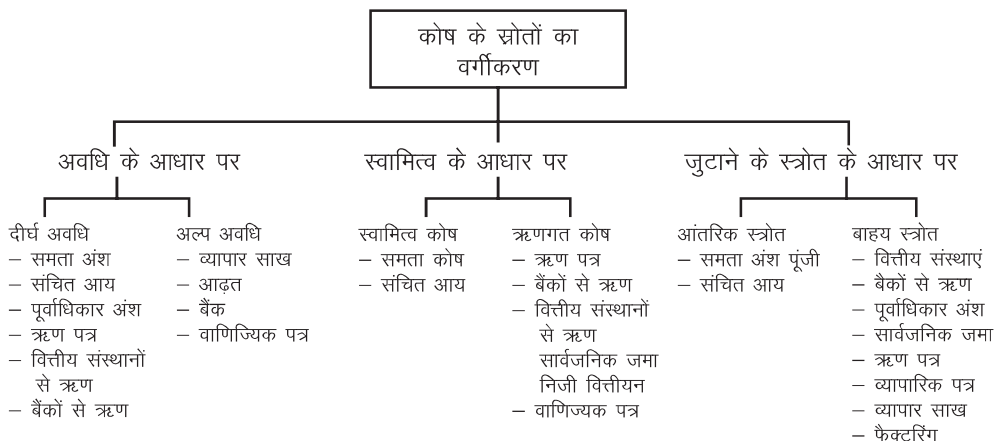 कोष के स्रोतों का
वर्गीकरण
अवधि के आधार पर
स्वामित्व के आधार पर
जुटाने के स्त्रोत के आधार पर
दीर्घ अवधि
– समता अंश
– संचित आय
– पूर्वाधिकार अंश
– ऋण पत्र
– वित्तीय संस्थानों
से ऋण
– बैंकों से ऋण
अल्प अवधि
– व्यापार साख
– आढ़त
– बैंक
– वाणिज्यिक पत्र
स्वामित्व कोष
– समता कोष
– संचित आय
ऋणगत कोष
– ऋण पत्र
– बैंकों से ऋण
– वित्तीय संस्थानों
से ऋण
सार्वजनिक जमा
निजी वित्तीयन
– वाणिज्यक पत्र
आंतरिक स्त्रोत
– समता अंश पूंजी
– संचित आय
बाहय स्त्रोत
– वित्तीय संस्थाएं
– बैकों से ऋण
– पूर्वाधिकार अंश
– सार्वजनिक जमा
– ऋण पत्र
– व्यापारिक पत्र
– व्यापार साख
– फैक्टरिंग